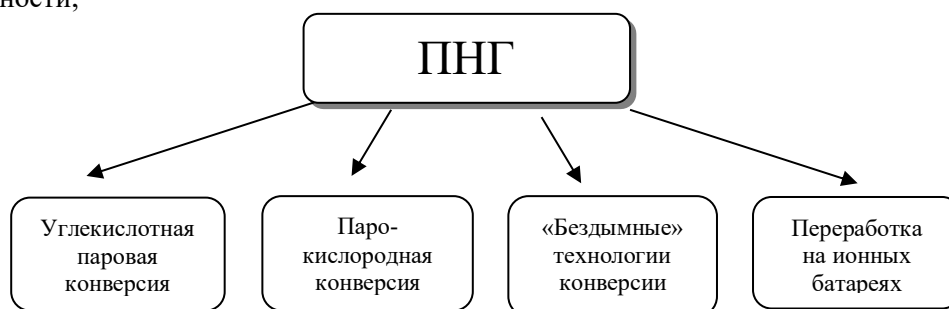 ности,
ПНГ
Углекислотная
паровая
конверсия
Паро-
кислородная
конверсия
«Бездымные»
технологии
конверсии
Переработка
на ионных
батареях